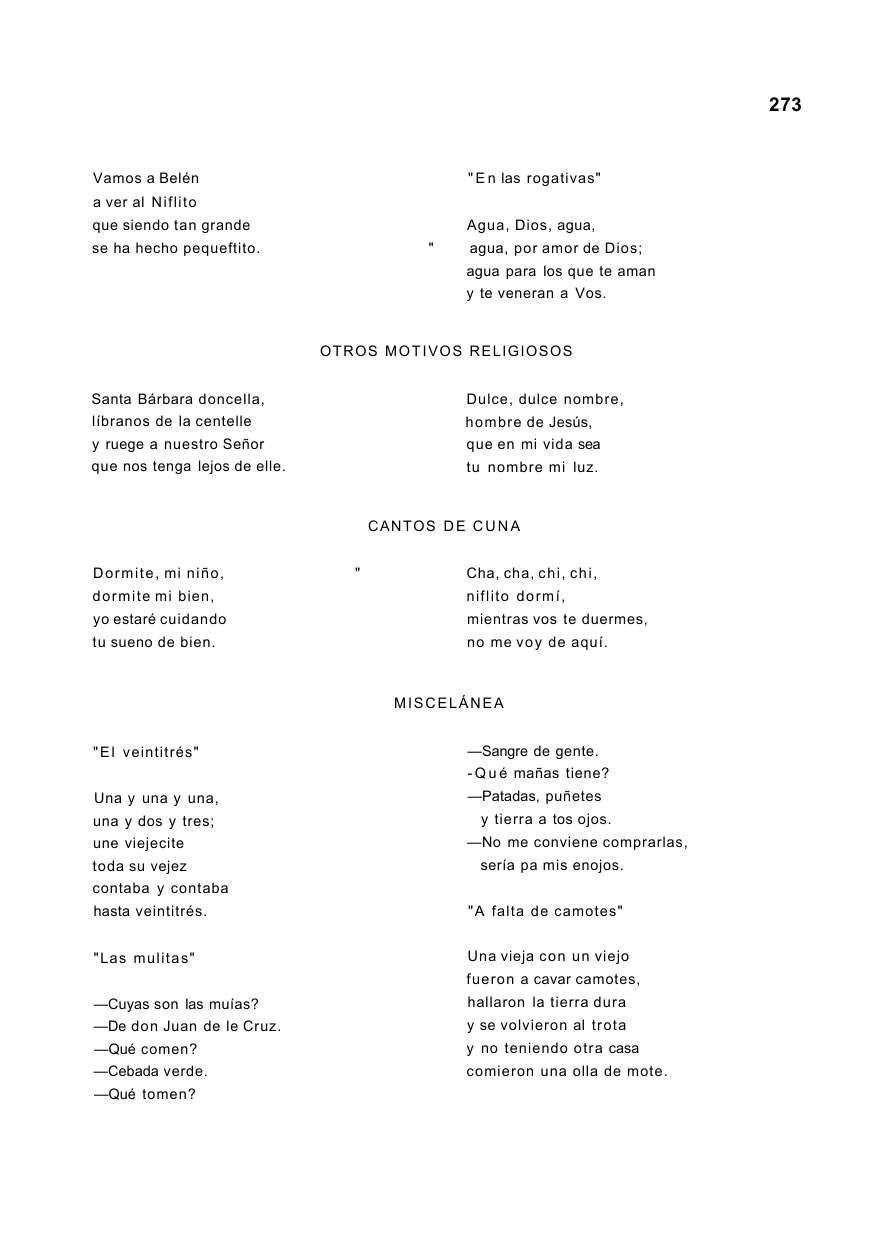 273
Vamos a Belén
a ver al Niflito
que siendo tan grande
se ha hecho pequeftito.
"
"En las rogativas"
Agua, Dios, agua,
agua, por amor de Dios;
agua para los que te aman
y te veneran a Vos.
OTROS MOTIVOS RELIGIOSOS
Santa Bárbara doncella,
líbranos de la centelle
y ruege a nuestro Señor
que nos tenga lejos de elle.
Dulce, dulce nombre,
hombre de Jesús,
que en mi vida sea
tu nombre mi luz.
CANTOS DE CUNA
Dormite, mi niño,
dormite mi bien,
yo estaré cuidando
tu sueno de bien.
"
Cha, cha, chi, chi,
niflito dormí,
mientras vos te duermes,
no me voy de aquí.
MISCELÁNEA
"El veintitrés"
Una y una y una,
una y dos y tres;
une viejecite
toda su vejez
contaba y contaba
hasta veintitrés.
"Las mulitas"
—Cuyas son las muías?
—De don Juan de le Cruz.
—Qué comen?
—Cebada verde.
—Qué tomen?
—Sangre de gente.
-Qué mañas tiene?
—Patadas, puñetes
y tierra a tos ojos.
—No me conviene comprarlas,
sería pa mis enojos.
"A falta de camotes"
Una vieja con un viejo
fueron a cavar camotes,
hallaron la tierra dura
y se volvieron al trota
y no teniendo otra casa
comieron una olla de mote.